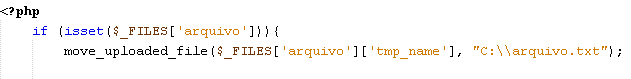 <?php
if (isset($_FILES['arquivo'])){
move_uploaded_file($_FILES['arquivo']['tmp_name'], "C:\\arquivo.txt");